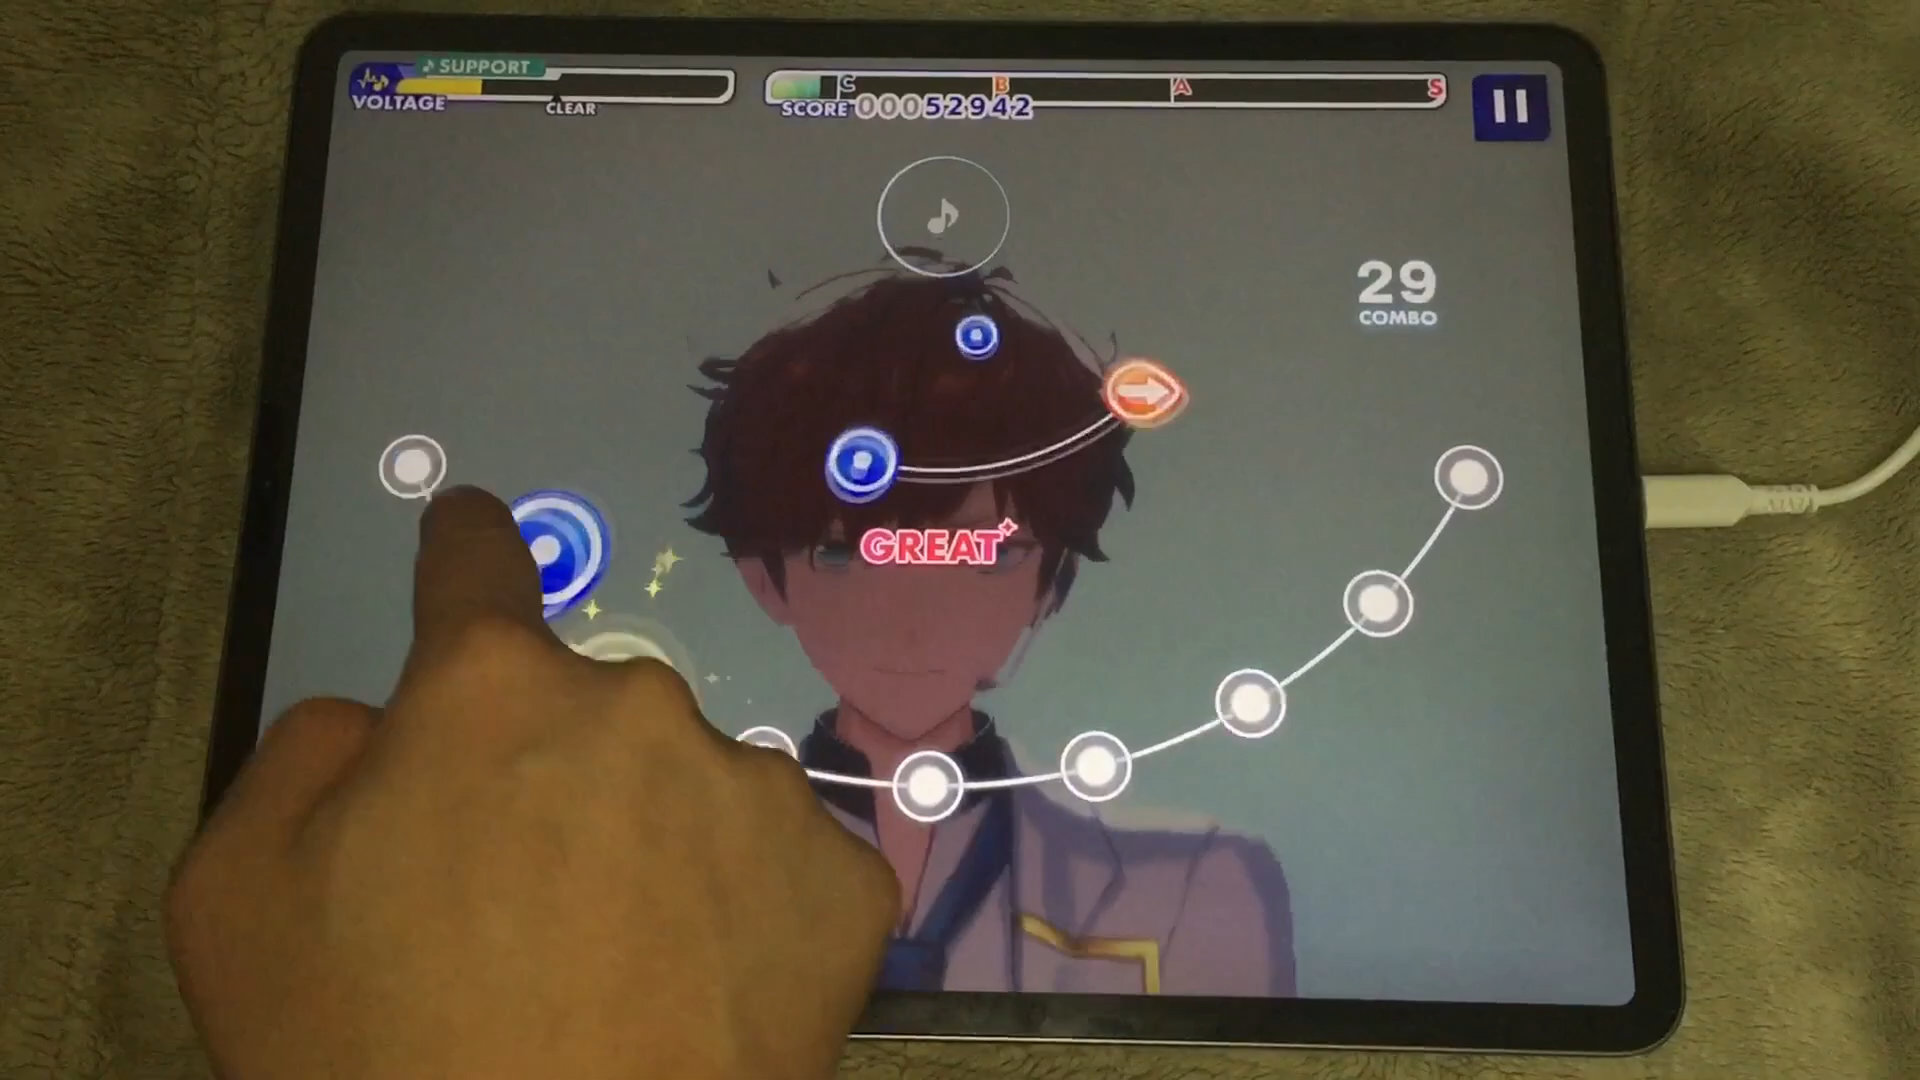 SUPPORT
VOLTAGE
CLEAR
C B A S
SCORE 00052942
29
COMBO
GREAT